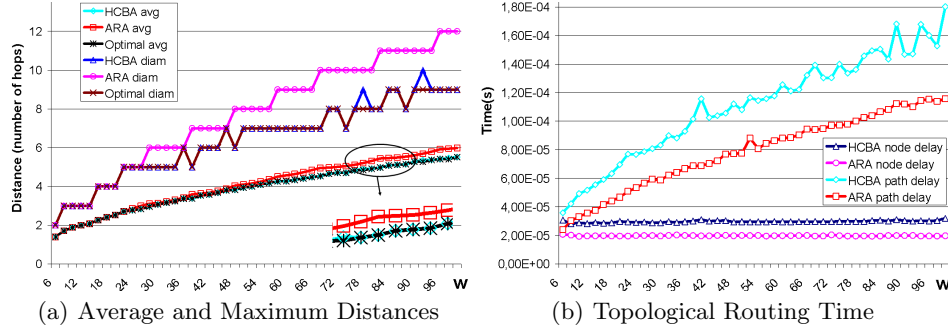 HCBA avg
ARA avg
Optimal avg
HCBA diam
ARA diam
Optimal diam
Distance (number of hops)
12
10
8
6
4
2
0
6 12 18 24 30 36 42 48 54 60 66 72 78 84 90 96 W
(a) Average and Maximum Distances
Time(s)
1,80E-04
1,60E-04
1,40E-04
1,20E-04
1,00E-04
8,00E-05
6,00E-05
4,00E-05
2,00E-05
0,00E+00
HCBA node delay
ARA node delay
HCBA path delay
ARA path delay
6 12 18 24 30 36 42 48 54 60 66 72 78 84 90 96 W
(b) Topological Routing Time